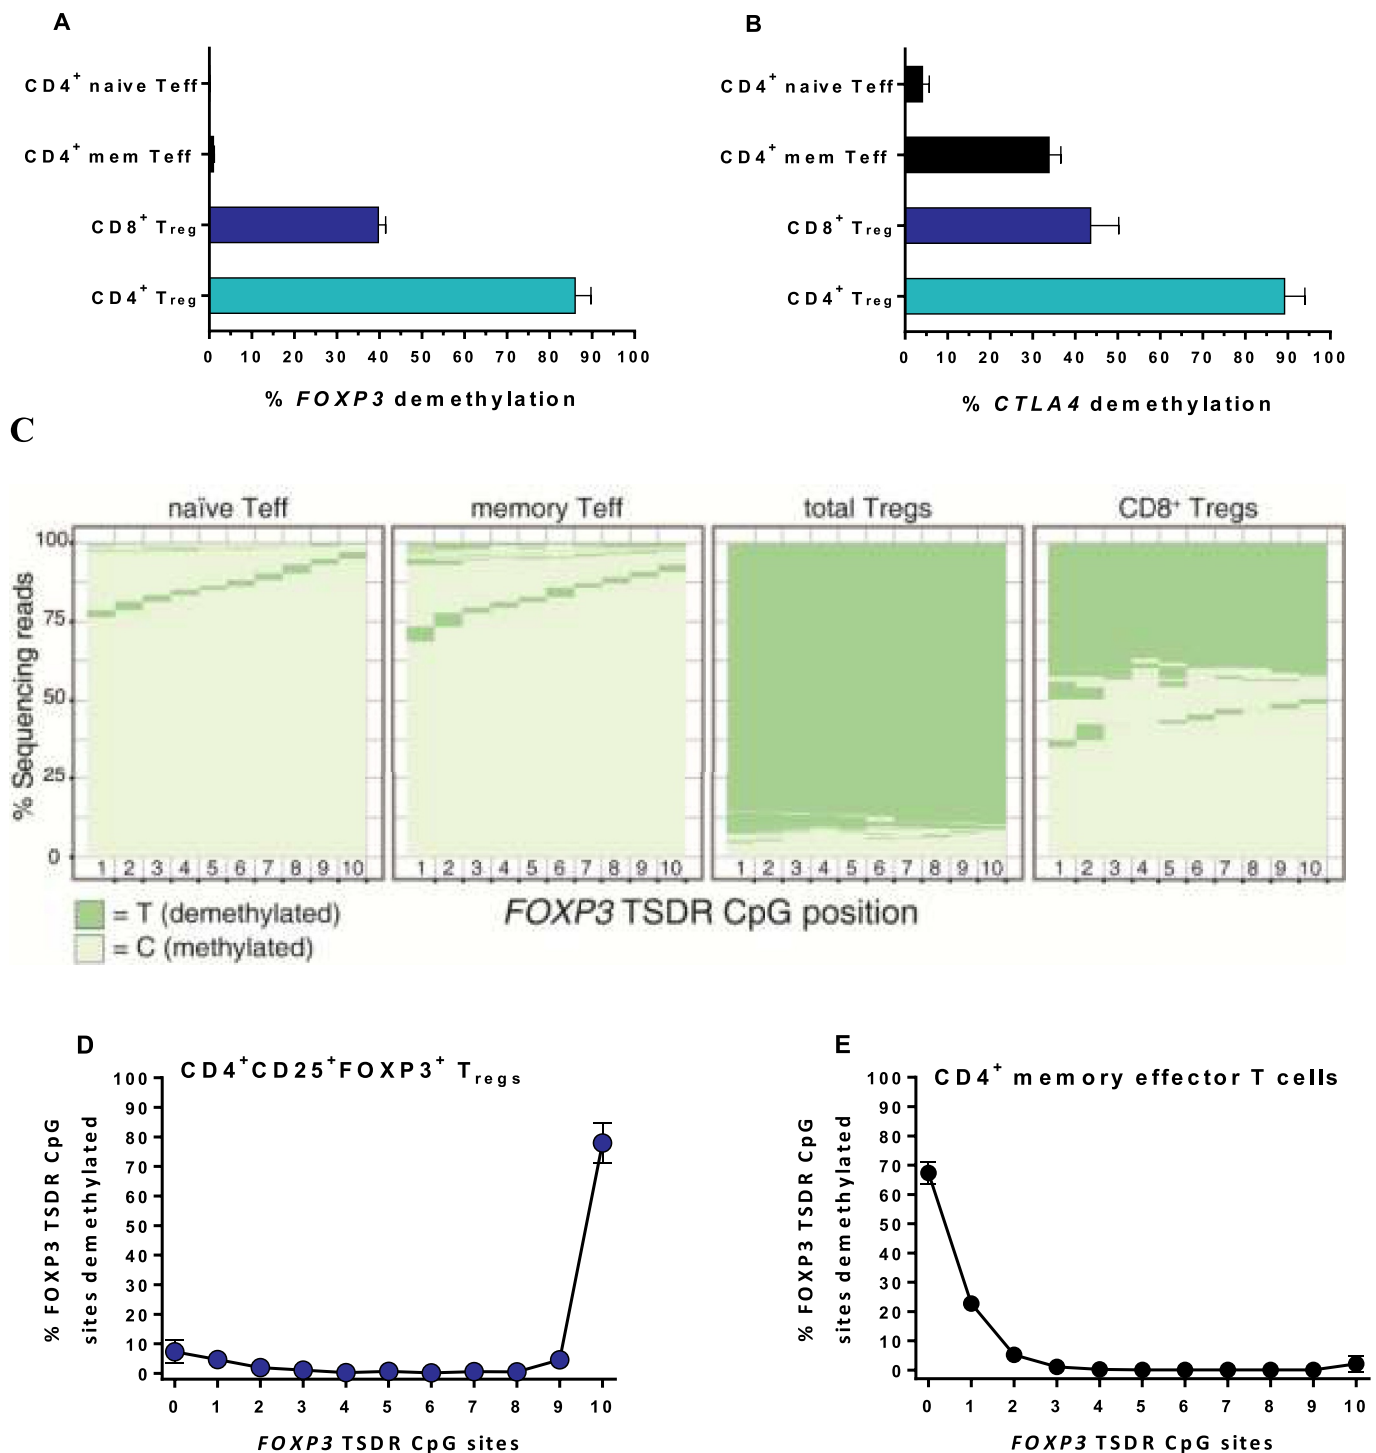 A
CD4+ naive Teff
CD4+ mem Teff
CD8+ Treg
CD4+ Treg
0 10 20 30 40 50 60 70 80 90 100
% FOXP3 demethylation
B
CD4+ naive Teff
CD4+ mem Teff
CD8+ Treg
CD4+ Treg
0 10 20 30 40 50 60 70 80 90 100
% CTLA4 demethylation
C
naïve Teff
memory Teff
total Tregs
CD8+ Tregs
% Sequencing reads
100
75
50
25
0
1 2 3 4 5 6 7 8 9 10
1 2 3 4 5 6 7 8 9 10
1 2 3 4 5 6 7 8 9 10
1 2 3 4 5 6 7 8 9 10
= T (demethylated)
= C (methylated)
FOXP3 TSDR CpG position
D
CD4+CD25+FOXP3+ Tregs
% FOXP3 TSDR CpG
sites demethylated
100
90
80
70
60
50
40
30
20
10
0
0 1 2 3 4 5 6 7 8 9 10
FOXP3 TSDR CpG sites
E
CD4+ memory effector T cells
% FOXP3 TSDR CpG
sites demethylated
100
90
80
70
60
50
40
30
20
10
0
0 1 2 3 4 5 6 7 8 9 10
FOXP3 TSDR CpG sites